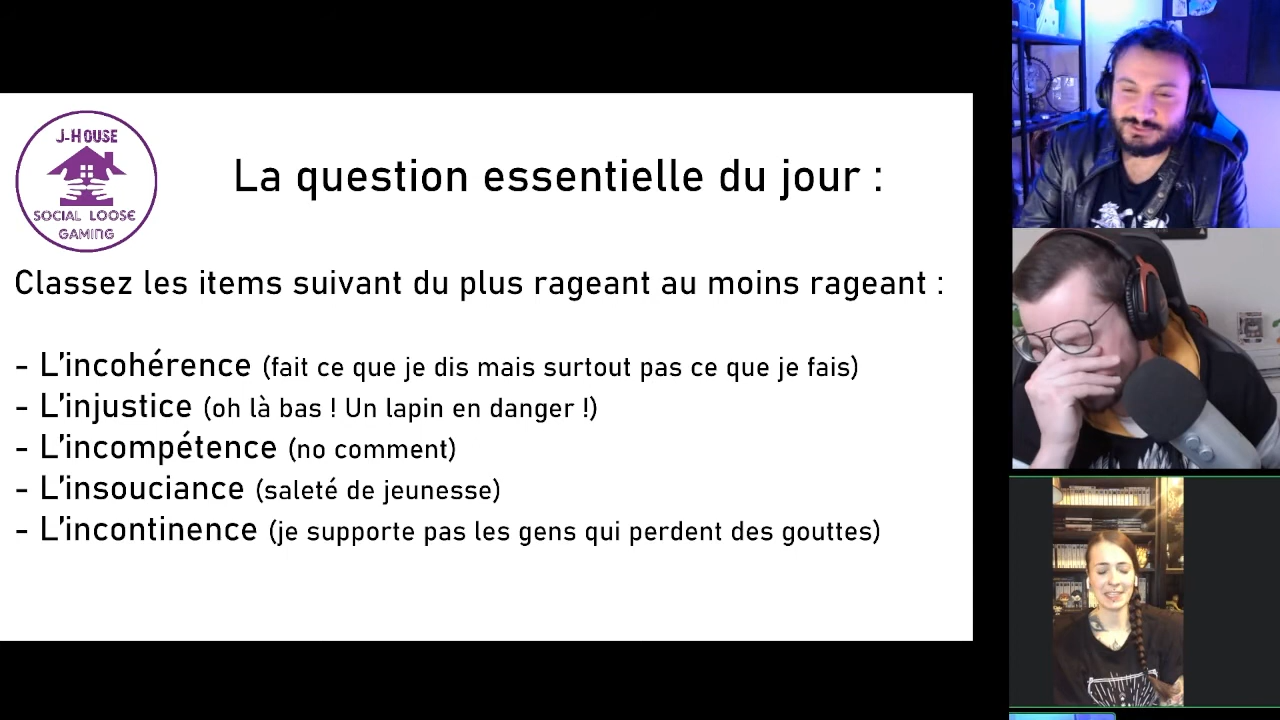 J-HOUSE
SOCIAL LOOSE
GAMING
La question essentielle du jour :
Classez les items suivant du plus rageant au moins rageant :
- L'incohérence (fait ce que je dis mais surtout pas ce que je fais)
- L'injustice (oh là bas ! Un lapin en danger !)
- L'incompétence (no comment)
- L'insouciance (saleté de jeunesse)
- L'incontinence (je supporte pas les gens qui perdent des gouttes)